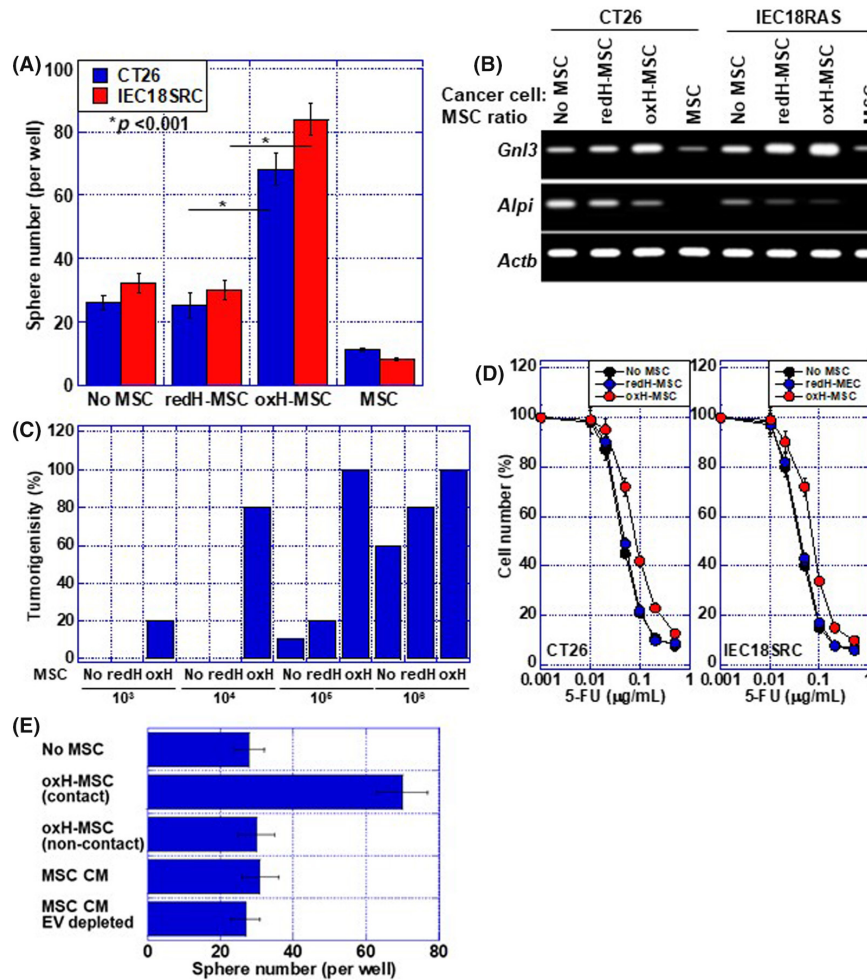 (A)
100
80
60
40
20
0
Sphere number (per well)
CT26
IEC18SRC
*p <0.001
*
*
No MSC redH-MSC oxH-MSC MSC
(B)
CT26 IEC18RAS
Cancer cell:
MSC ratio
No MSC redH-MSC oxH-MSC MSC No MSC redH-MSC oxH-MSC
Gnl3
Alpi
Actb
(C)
120
100
80
60
40
20
0
Tumorigenisity (%)
MSC No redH oxH No redH oxH No redH oxH No redH oxH
10³ 10⁴ 10⁵ 10⁶
(D)
120
100
80
60
40
20
0
Cell number (%)
No MSC
redH-MSC
oxH-MSC
CT26
0.001 0.01 0.1 1
5-FU (µg/mL)
120
100
80
60
40
20
0
No MSC
redH-MEC
oxH-MSC
IEC18SRC
0.001 0.01 0.1 1
5-FU (µg/mL)
(E)
No MSC
oxH-MSC
(contact)
oxH-MSC
(non-contact)
MSC CM
MSC CM
EV depleted
0 20 40 60 80
Sphere number (per well)